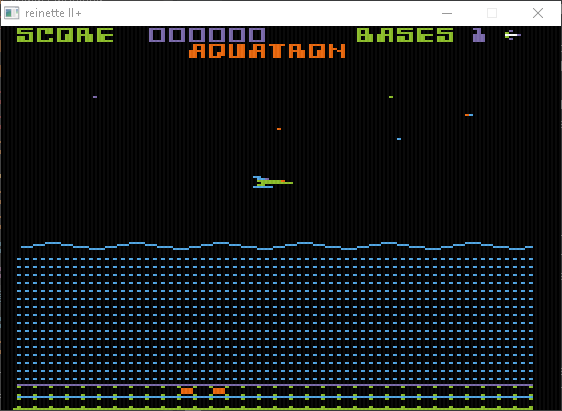 reinette II+
SCORE 000000 BASES 1
AQUATRON